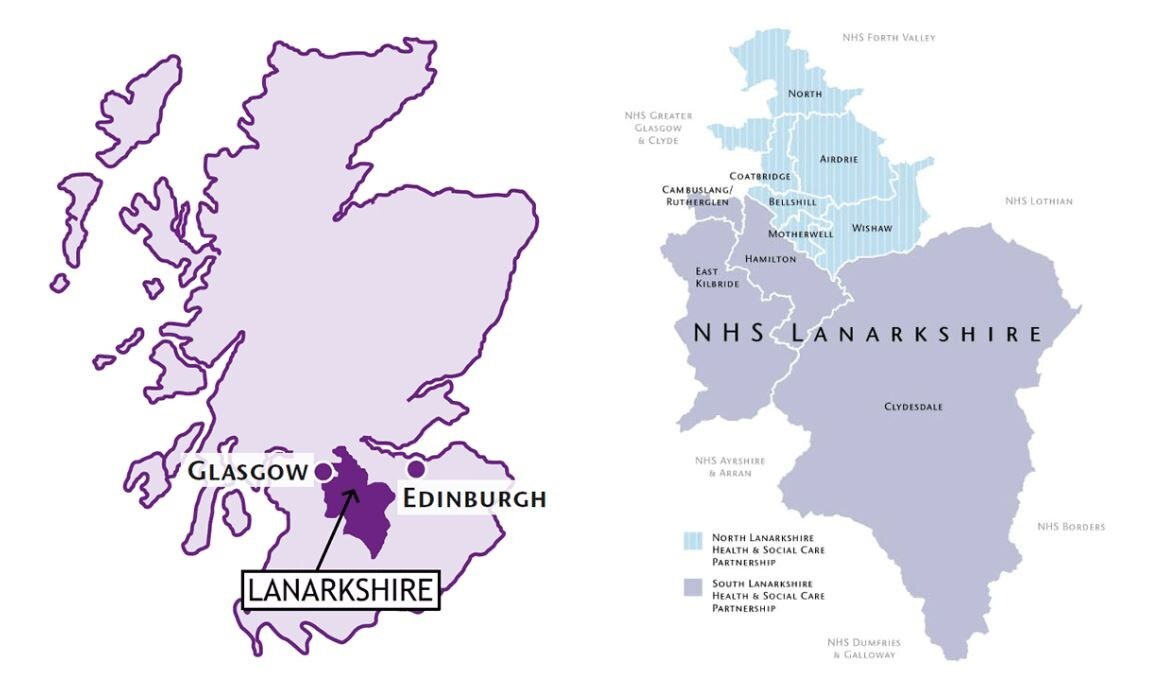 Glasgow
Edinburgh
LANARKSHIRE
NHS Forth Valley
North
NHS Greater
Glasgow
& Clyde
Airdrie
Coatbridge
Cambuslang/
Rutherglen
Bellshill
NHS Lothian
Motherwell
Wishaw
Hamilton
East
Kilbride
NHS Lanarkshire
Clydesdale
NHS Ayrshire
& Arran
NHS Borders
North Lanarkshire
Health & Social Care
Partnership
South Lanarkshire
Health & Social Care
Partnership
NHS Dumfries
& Galloway